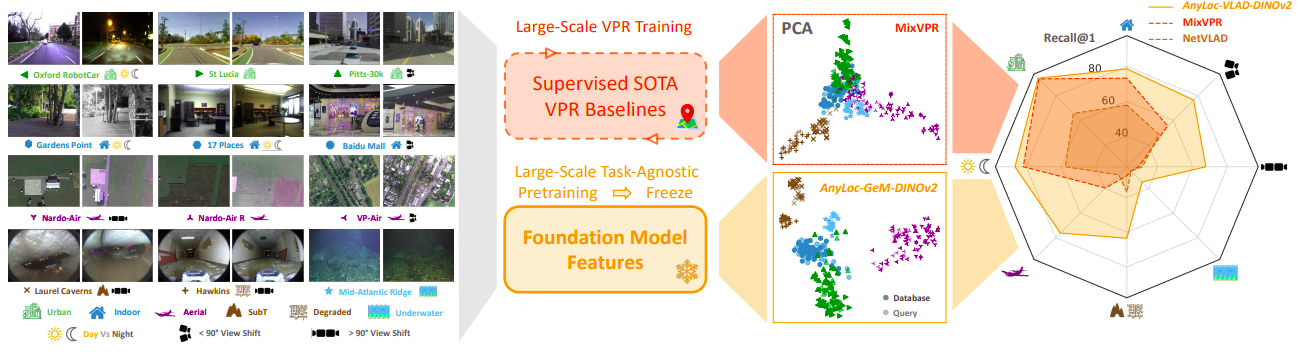 Oxford RobotCar
St Lucia
Pitts-30k
Gardens Point
17 Places
Baidu Mall
Nardo-Air
Nardo-Air R
VP-Air
Laurel Caverns
Hawkins
Mid-Atlantic Ridge
Urban
Indoor
Aerial
SubT
Degraded
Underwater
Day Vs Night
< 90° View Shift
> 90° View Shift
Large-Scale VPR Training
Supervised SOTA
VPR Baselines
Large-Scale Task-Agnostic
Pretraining ⇨ Freeze
Foundation Model
Features
PCA
MixVPR
AnyLoc-GeM-DINOv2
Database
Query
AnyLoc-VLAD-DINOv2
MixVPR
NetVLAD
Recall@1
80
60
40